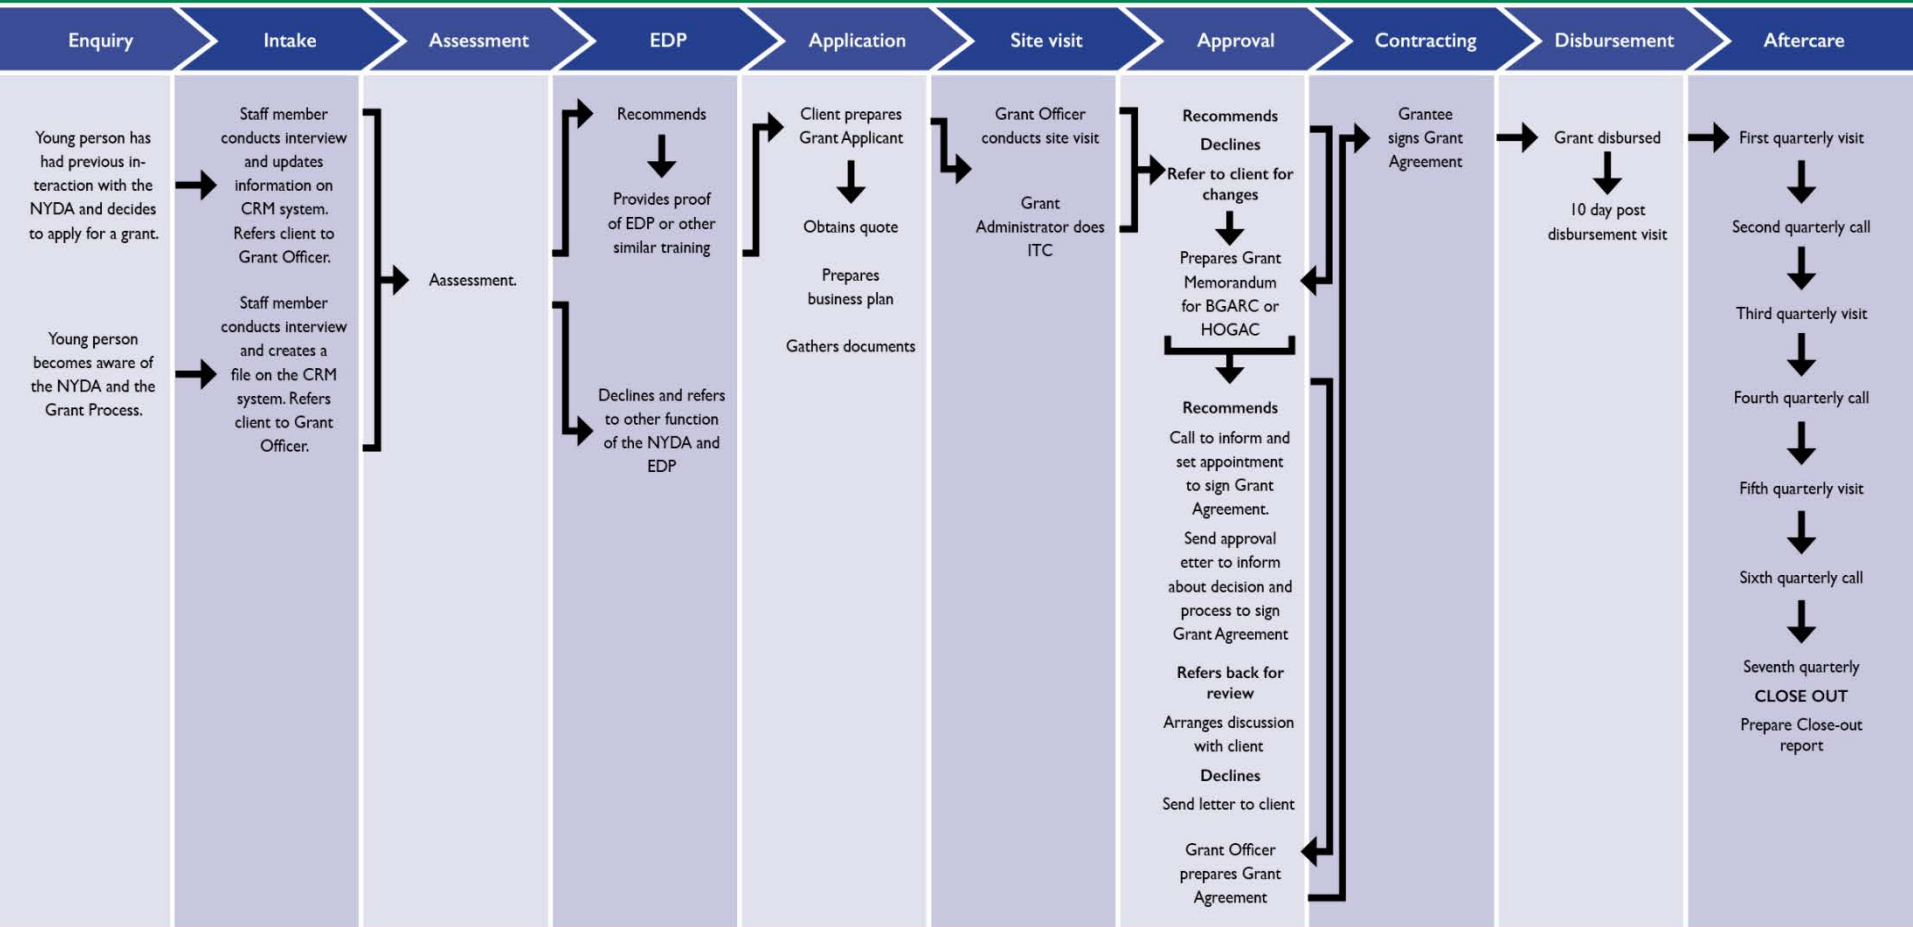 Enquiry
Intake
Assessment
EDP
Application
Site visit
Approval
Contracting
Disbursement
Aftercare
Young person has
had previous in-
teraction with the
NYDA and decides
to apply for a grant.
Young person
becomes aware of
the NYDA and the
Grant Process.
Staff member
conducts interview
and updates
information on
CRM system.
Refers client to
Grant Officer.
Staff member
conducts interview
and creates a
file on the CRM
system. Refers
client to Grant
Officer.
Aassessment.
Recommends
Provides proof
of EDP or other
similar training
Declines and refers
to other function
of the NYDA and
EDP
Client prepares
Grant Applicant
Obtains quote
Prepares
business plan
Gathers documents
Grant Officer
conducts site visit
Grant
Administrator does
ITC
Recommends
Declines
Refer to client for
changes
Prepares Grant
Memorandum
for BGARC or
HOGAC
Recommends
Call to inform and
set appointment
to sign Grant
Agreement.
Send approval
etter to inform
about decision and
process to sign
Grant Agreement
Refers back for
review
Arranges discussion
with client
Declines
Send letter to client
Grant Officer
prepares Grant
Agreement
Grantee
signs Grant
Agreement
Grant disbursed
10 day post
disbursement visit
First quarterly visit
Second quarterly call
Third quarterly visit
Fourth quarterly call
Fifth quarterly visit
Sixth quarterly call
Seventh quarterly
CLOSE OUT
Prepare Close-out
report